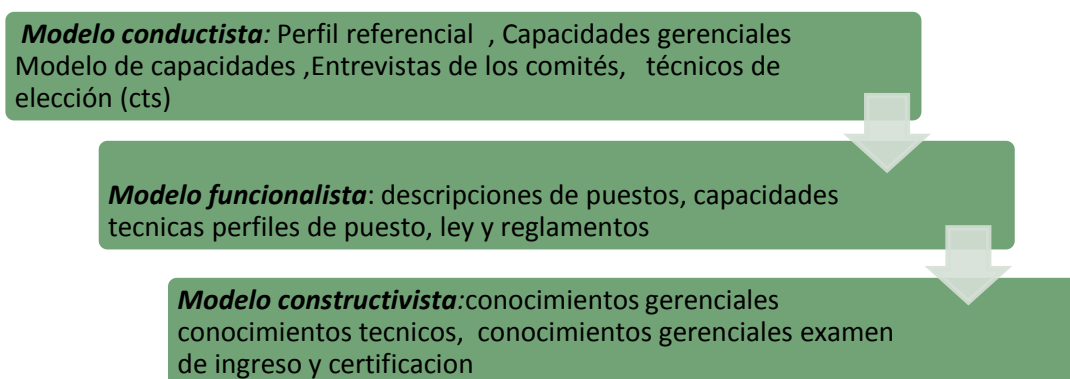 Modelo conductista: Perfil referencial , Capacidades gerenciales
Modelo de capacidades ,Entrevistas de los comités, técnicos de
elección (cts)
Modelo funcionalista: descripciones de puestos, capacidades
tecnicas perfiles de puesto, ley y reglamentos
Modelo constructivista:conocimientos gerenciales
conocimientos tecnicos, conocimientos gerenciales examen
de ingreso y certificacion